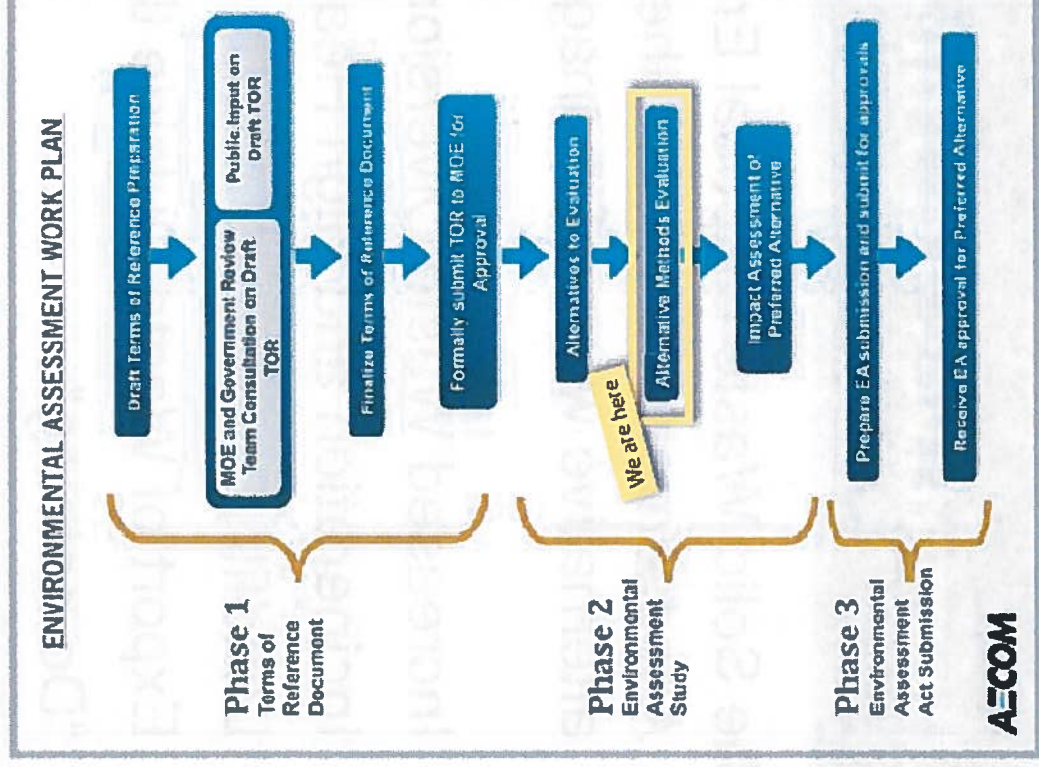 ENVIRONMENTAL ASSESSMENT WORK PLAN
Phase 1
Terms of
Reference
Document
Draft Terms of Reference Preparation
MOE and Government Review
Team Consultation on Draft
TOR
Public Input on
Draft TOR
Finalize Terms of Reference Document
Formally submit TOR to MOE for
Approval
Phase 2
Environmental
Assessment
Study
Alternatives to Evaluation
We are here
Alternative Methods Evaluation
Impact Assessment of
Preferred Alternative
Phase 3
Environmental
Assessment
Act Submission
Prepare EA submission and submit for approvals
Receive EA approval for Preferred Alternative
AECOM